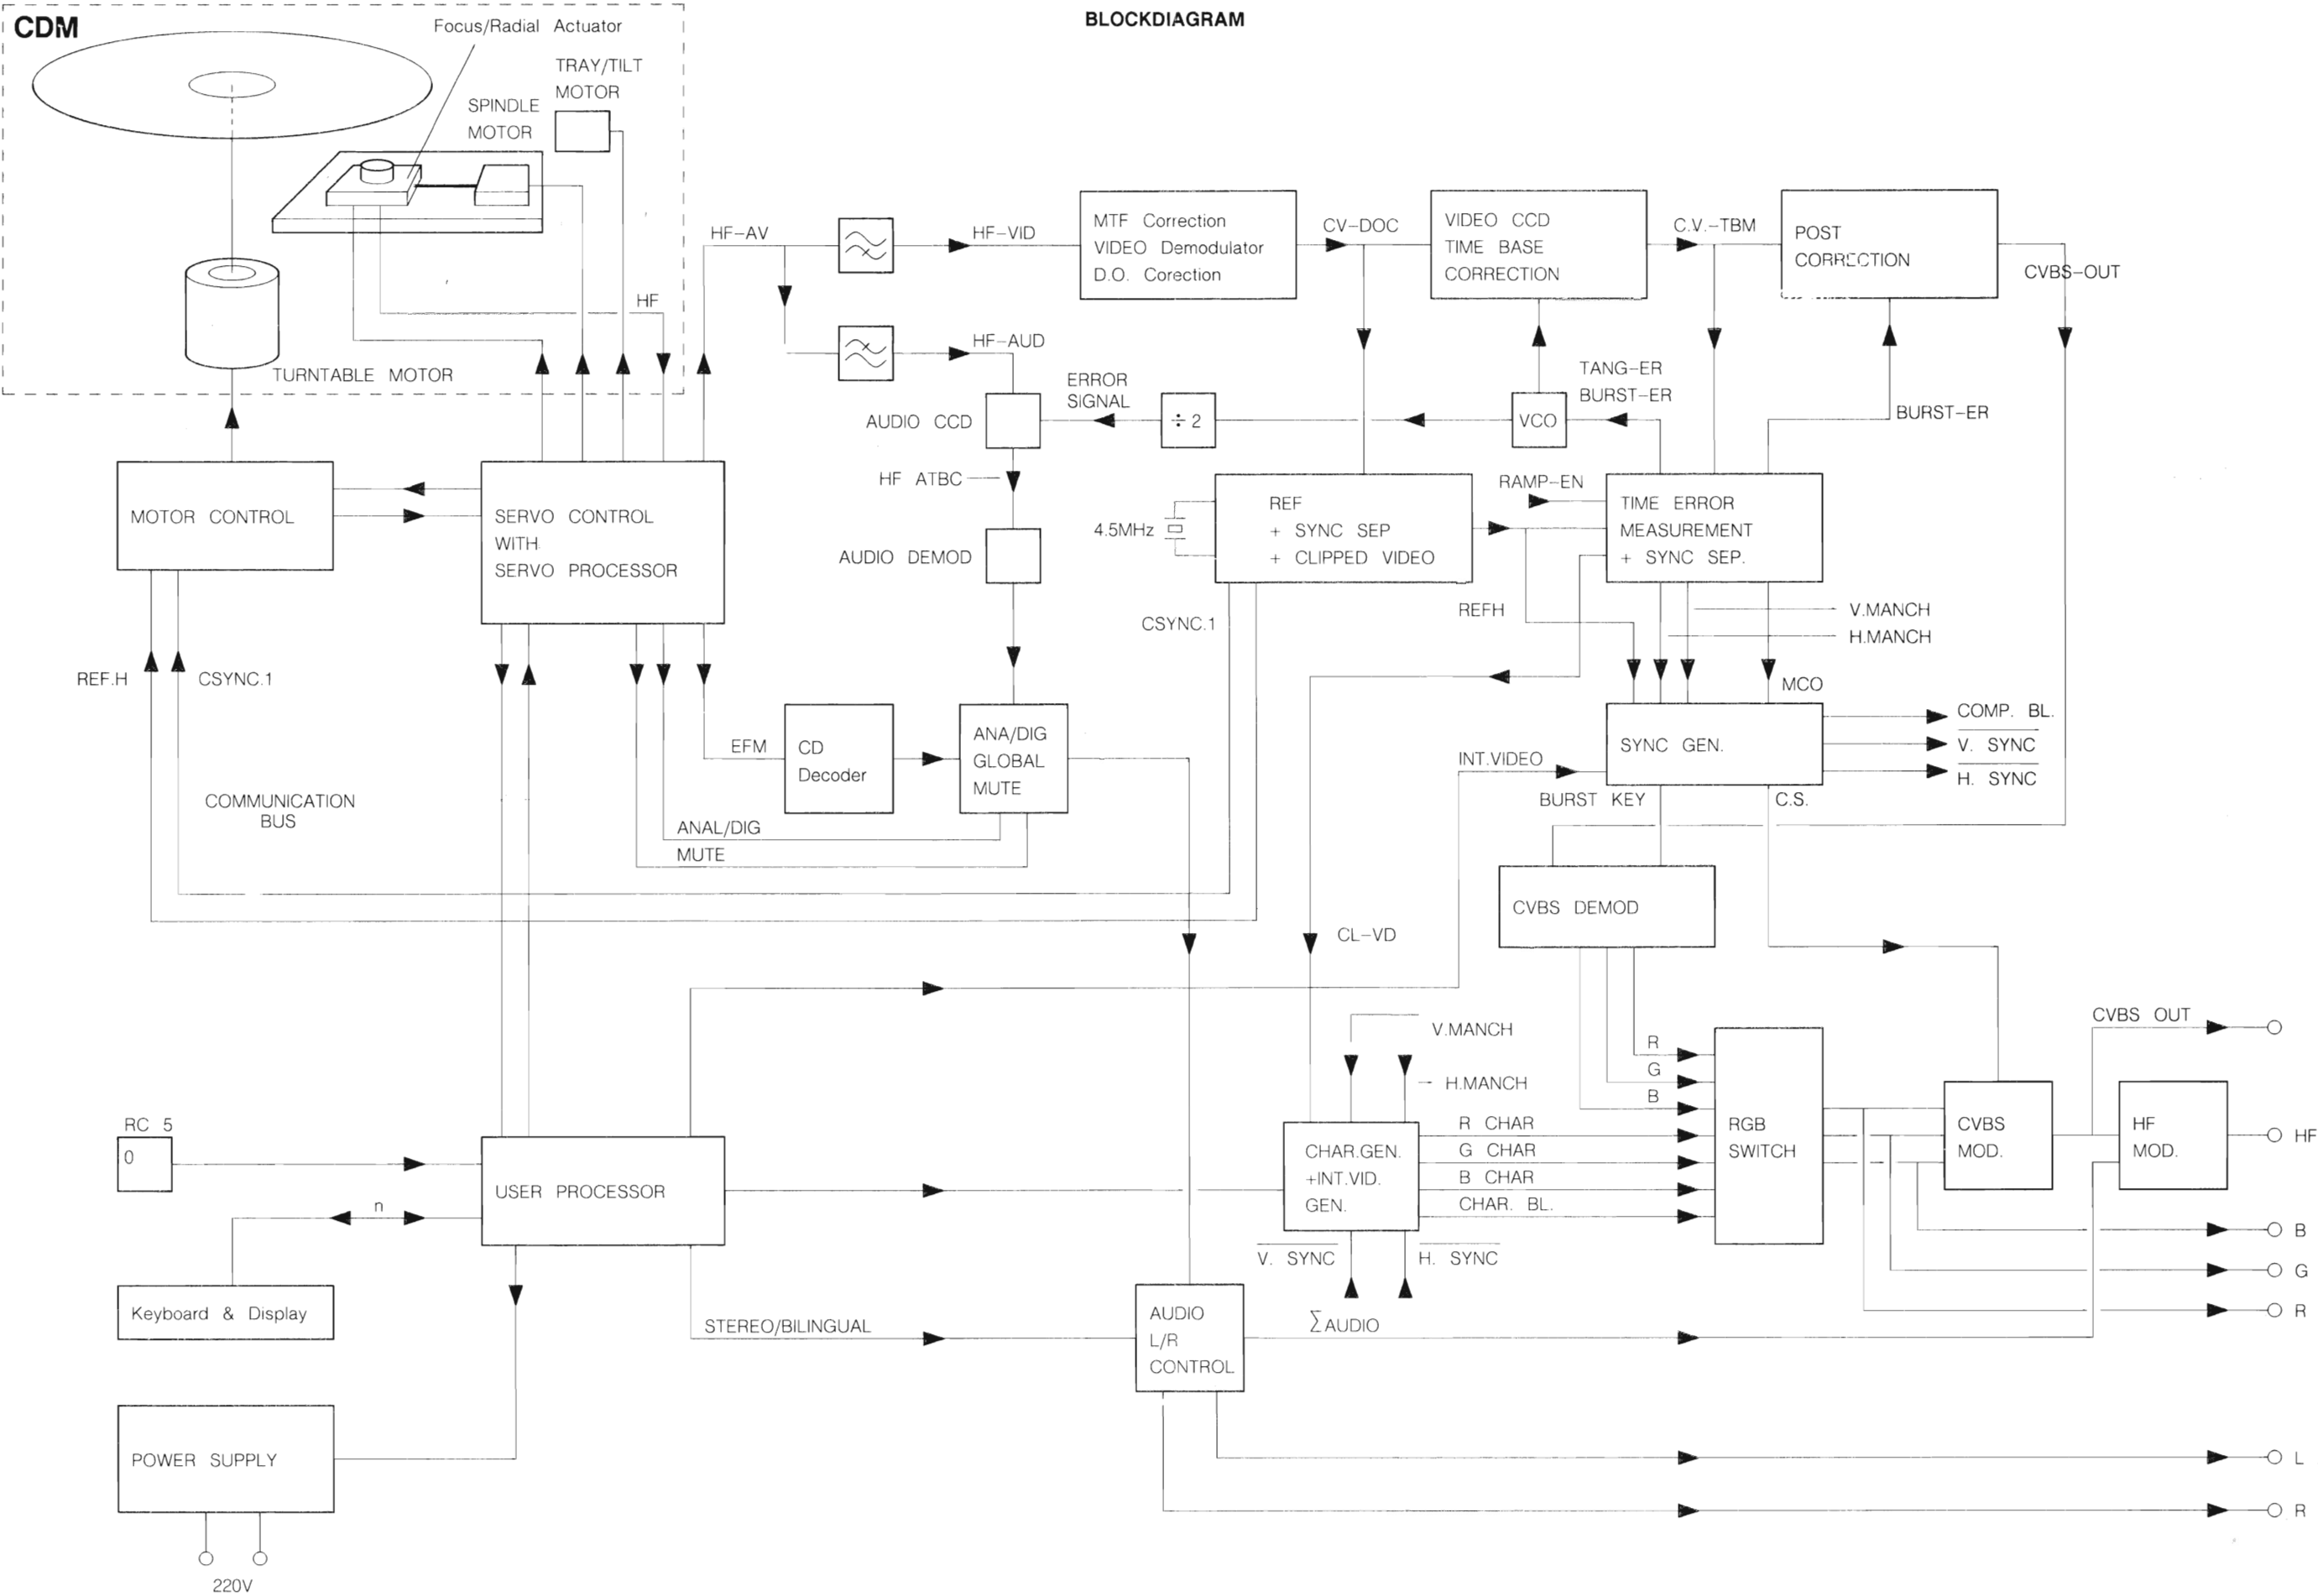 BLOCKDIAGRAM
CDM
Focus/Radial Actuator
TRAY/TILT
MOTOR
SPINDLE
MOTOR
HF
TURNTABLE MOTOR
HF-AV
HF-VID
MTF Correction
VIDEO Demodulator
D.O. Corection
CV-DOC
VIDEO CCD
TIME BASE
CORRECTION
C.V.-TBM
POST
CORRECTION
CVBS-OUT
HF-AUD
AUDIO CCD
ERROR
SIGNAL
÷2
VCO
TANG-ER
BURST-ER
BURST-ER
HF ATBC
AUDIO DEMOD
MOTOR CONTROL
SERVO CONTROL
WITH
SERVO PROCESSOR
4.5MHz
REF
+ SYNC SEP
+ CLIPPED VIDEO
RAMP-EN
TIME ERROR
MEASUREMENT
+ SYNC SEP.
REFH
V.MANCH
H.MANCH
CSYNC.1
REF.H
CSYNC.1
MCO
COMMUNICATION
BUS
EFM
CD
Decoder
ANA/DIG
GLOBAL
MUTE
ANAL/DIG
MUTE
INT.VIDEO
SYNC GEN.
COMP. BL.
V. SYNC
H. SYNC
BURST KEY
C.S.
CVBS DEMOD
CL-VD
V.MANCH
H.MANCH
R
G
B
R CHAR
G CHAR
B CHAR
CHAR. BL.
CHAR.GEN.
+INT.VID.
GEN.
V. SYNC
H. SYNC
RGB
SWITCH
CVBS
MOD.
CVBS OUT
HF
MOD.
HF
B
G
R
RC 5
0
n
USER PROCESSOR
Keyboard & Display
STEREO/BILINGUAL
AUDIO
L/R
CONTROL
∑AUDIO
POWER SUPPLY
L
R
220V